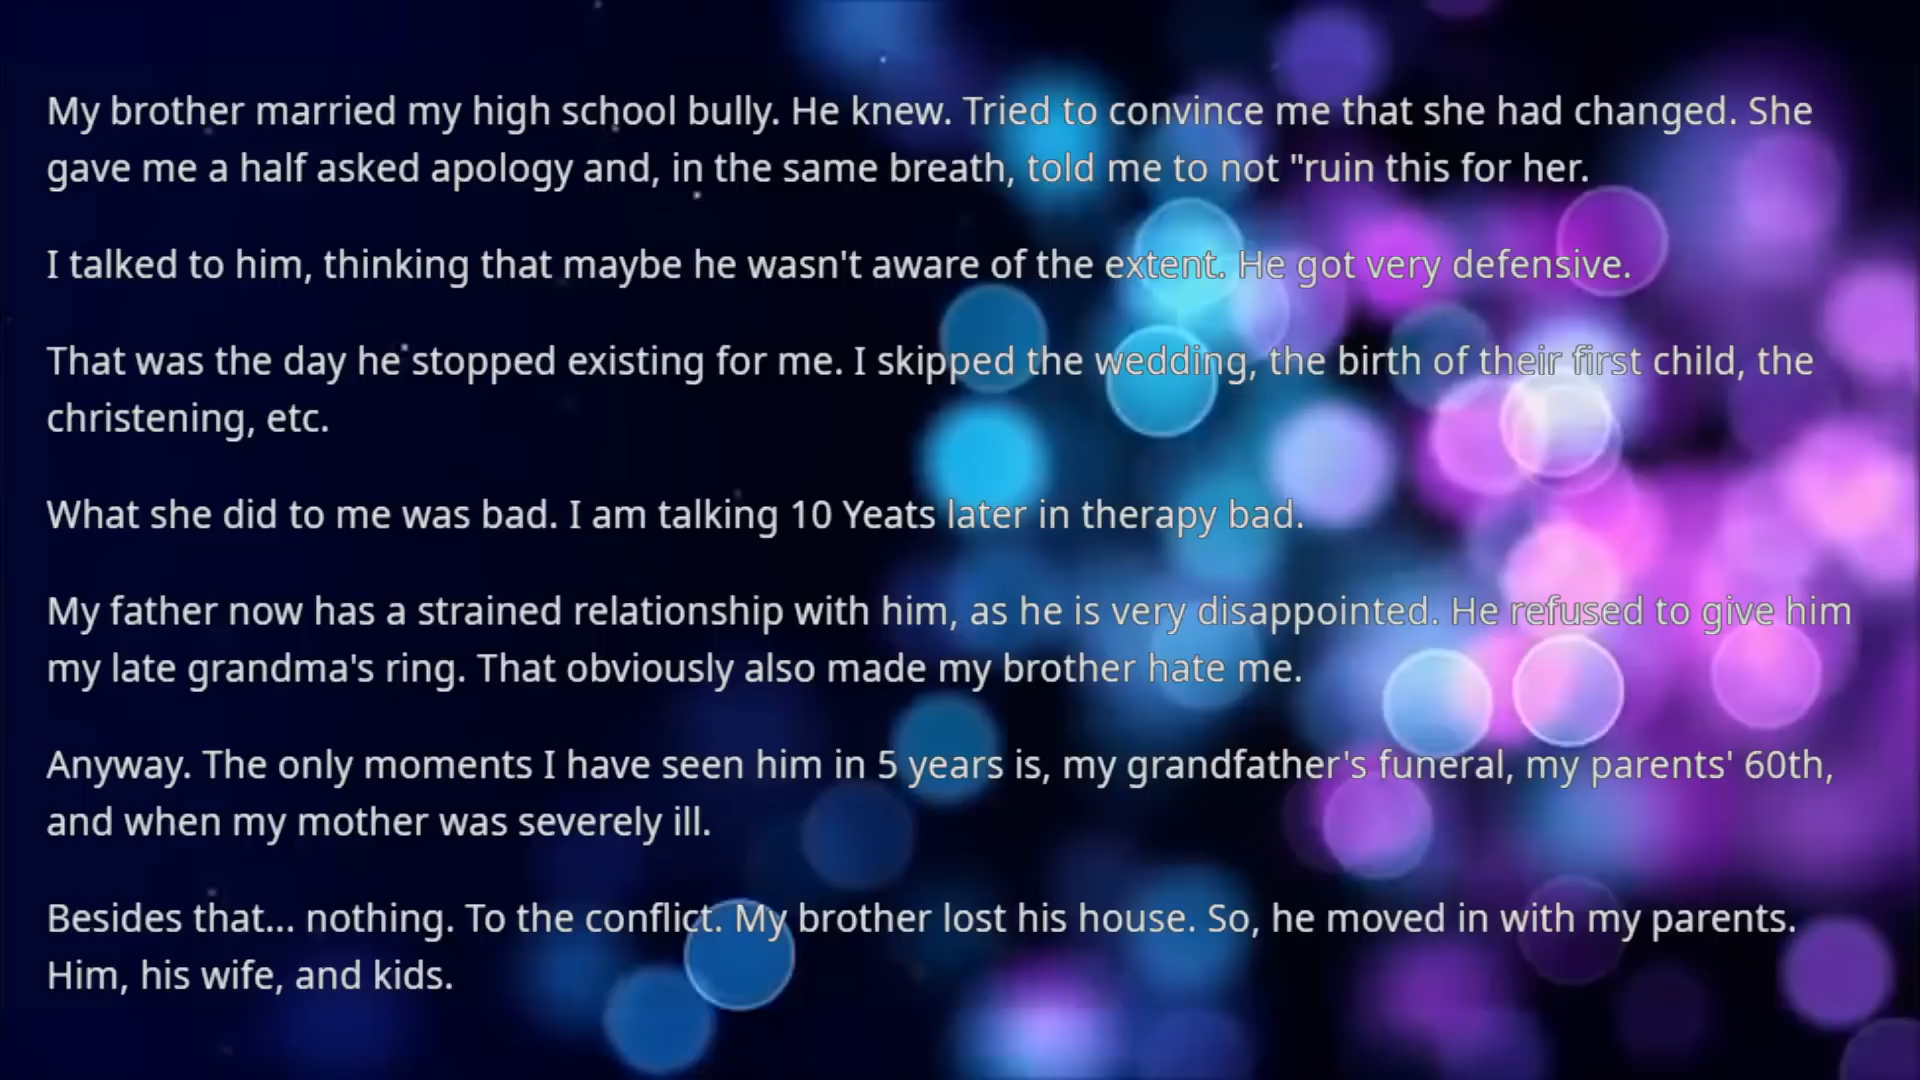 My brother married my high school bully. He knew. Tried to convince me that she had changed. She
gave me a half asked apology and, in the same breath, told me to not "ruin this for her.
I talked to him, thinking that maybe he wasn't aware of the extent. He got very defensive.
That was the day he stopped existing for me. I skipped the wedding, the birth of their first child, the
christening, etc.
What she did to me was bad. I am talking 10 Yeats later in therapy bad.
My father now has a strained relationship with him, as he is very disappointed. He refused to give him
my late grandma's ring. That obviously also made my brother hate me.
Anyway. The only moments I have seen him in 5 years is, my grandfather's funeral, my parents' 60th,
and when my mother was severely ill.
Besides that... nothing. To the conflict. My brother lost his house. So, he moved in with my parents.
Him, his wife, and kids.